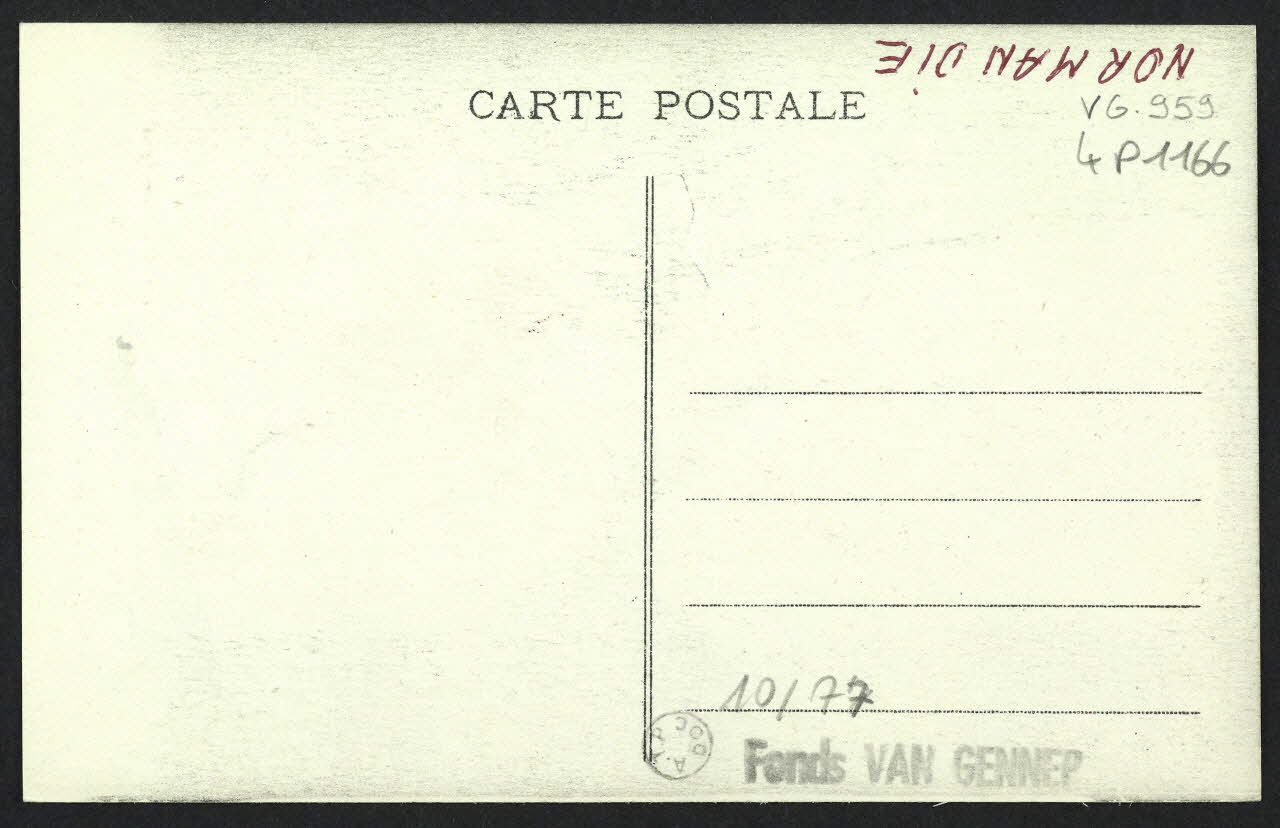 NORMANDIE
CARTE POSTALE
VG.959
4P1166
10/77
Fonds VAN GENNEP